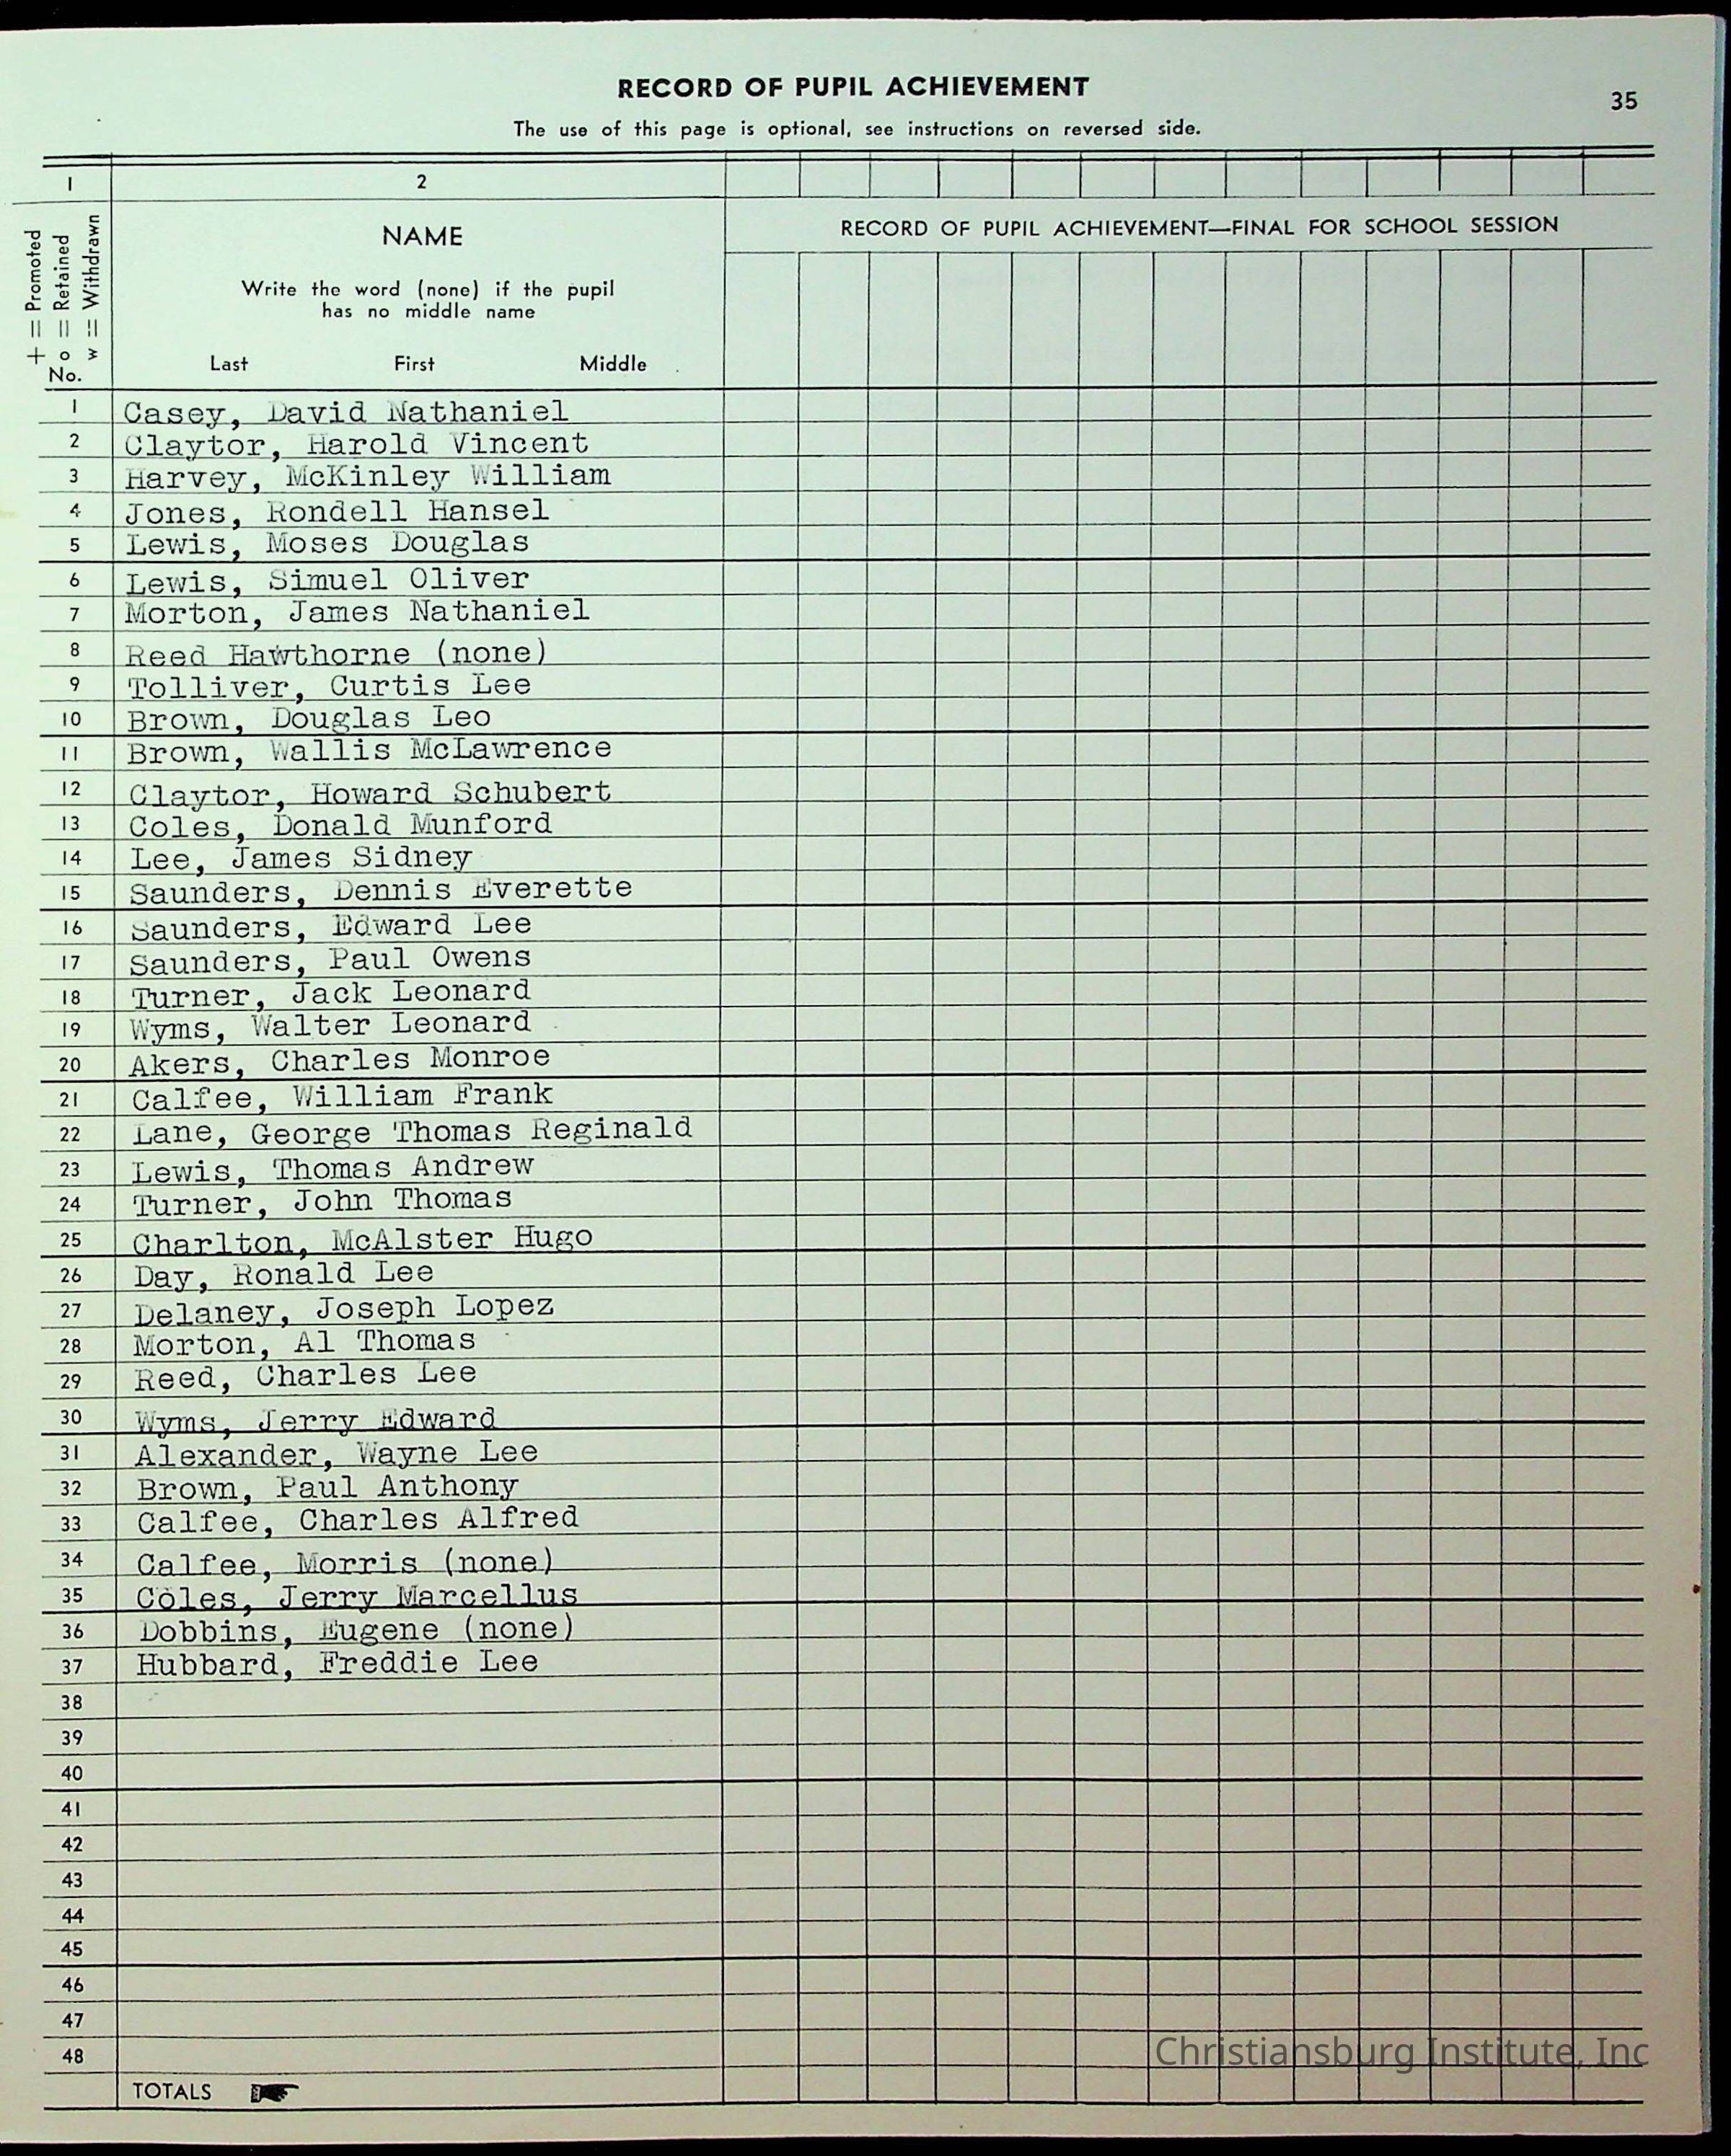 RECORD OF PUPIL ACHIEVEMENT
35
The use of this page is optional, see instructions on reversed side.
1 2
+ = Promoted
o = Retained
w = Withdrawn
No.
NAME
RECORD OF PUPIL ACHIEVEMENT—FINAL FOR SCHOOL SESSION
Write the word (none) if the pupil
has no middle name
Last First Middle
1 Casey, David Nathaniel
2 Claytor, Harold Vincent
3 Harvey, McKinley William
4 Jones, Rondell Hansel
5 Lewis, Moses Douglas
6 Lewis, Simuel Oliver
7 Morton, James Nathaniel
8 Reed Hawthorne (none)
9 Tolliver, Curtis Lee
10 Brown, Douglas Leo
11 Brown, Wallis McLawrence
12 Claytor, Howard Schubert
13 Coles, Donald Munford
14 Lee, James Sidney
15 Saunders, Dennis Everette
16 Saunders, Edward Lee
17 Saunders, Paul Owens
18 Turner, Jack Leonard
19 Wyms, Walter Leonard
20 Akers, Charles Monroe
21 Calfee, William Frank
22 Lane, George Thomas Reginald
23 Lewis, Thomas Andrew
24 Turner, John Thomas
25 Charlton, McAlster Hugo
26 Day, Ronald Lee
27 Delaney, Joseph Lopez
28 Morton, Al Thomas
29 Reed, Charles Lee
30 Wyms, Jerry Edward
31 Alexander, Wayne Lee
32 Brown, Paul Anthony
33 Calfee, Charles Alfred
34 Calfee, Morris (none)
35 Coles, Jerry Marcellus
36 Dobbins, Eugene (none)
37 Hubbard, Freddie Lee
38
39
40
41
42
43
44
45
46
47
48
Christiansburg Institute, Inc
TOTALS